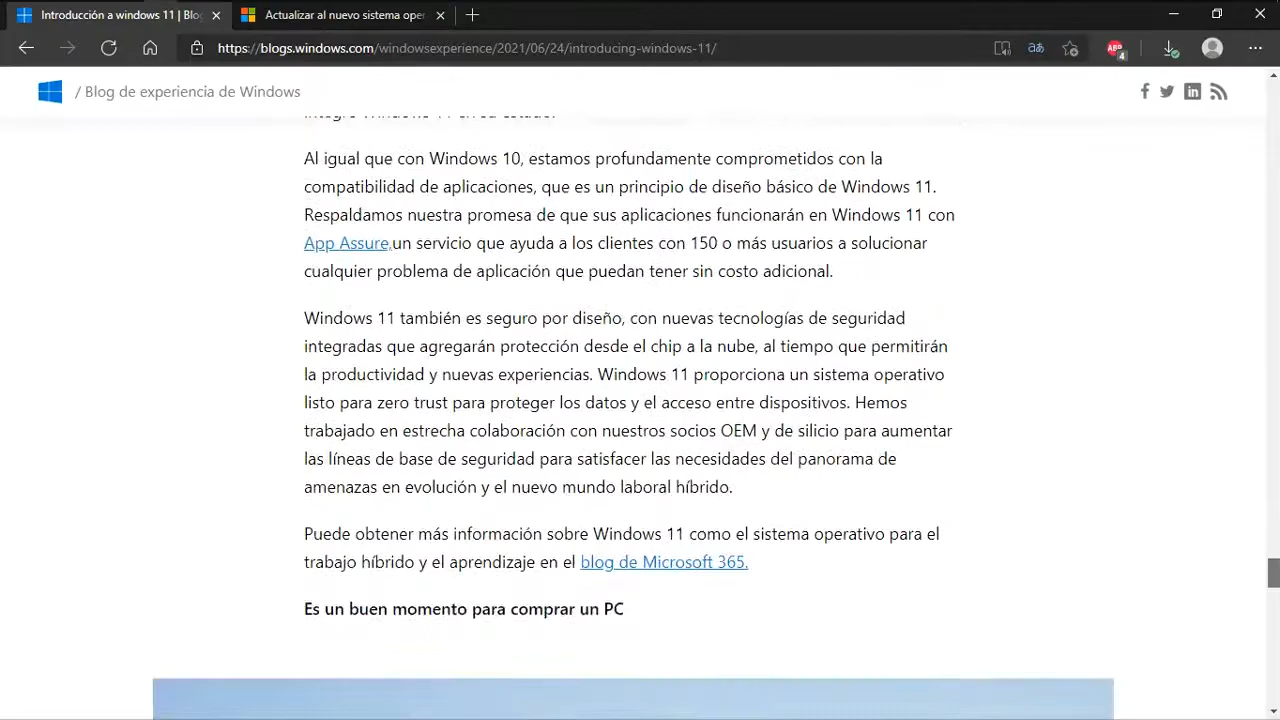 Introducción a windows 11 | Blog
Actualizar al nuevo sistema oper
https://blogs.windows.com/windowsexperience/2021/06/24/introducing-windows-11/
ABP
4
/ Blog de experiencia de Windows
integre Windows 11 en su estado.
Al igual que con Windows 10, estamos profundamente comprometidos con la
compatibilidad de aplicaciones, que es un principio de diseño básico de Windows 11.
Respaldamos nuestra promesa de que sus aplicaciones funcionarán en Windows 11 con
App Assure,un servicio que ayuda a los clientes con 150 o más usuarios a solucionar
cualquier problema de aplicación que puedan tener sin costo adicional.
Windows 11 también es seguro por diseño, con nuevas tecnologías de seguridad
integradas que agregarán protección desde el chip a la nube, al tiempo que permitirán
la productividad y nuevas experiencias. Windows 11 proporciona un sistema operativo
listo para zero trust para proteger los datos y el acceso entre dispositivos. Hemos
trabajado en estrecha colaboración con nuestros socios OEM y de silicio para aumentar
las líneas de base de seguridad para satisfacer las necesidades del panorama de
amenazas en evolución y el nuevo mundo laboral híbrido.
Puede obtener más información sobre Windows 11 como el sistema operativo para el
trabajo híbrido y el aprendizaje en el blog de Microsoft 365.
Es un buen momento para comprar un PC